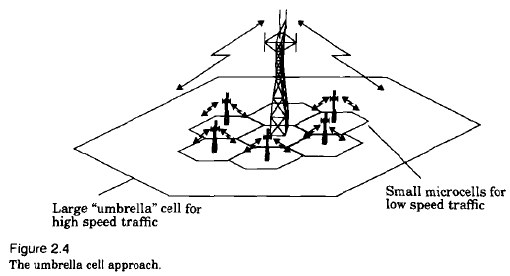 Small microcells for
low speed traffic
Large "umbrella" cell for
high speed traffic
Figure 2.4
The umbrella cell approach.